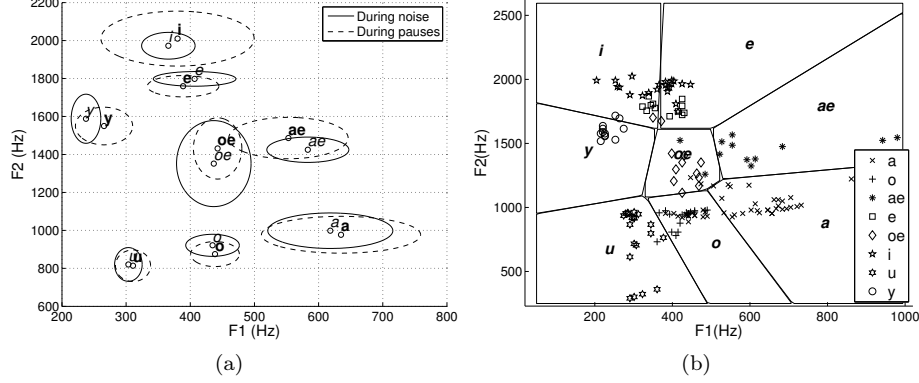 2200
2000
1800
1600
1400
1200
1000
800
600
F2 (Hz)
200 300 400 500 600 700 800
F1 (Hz)
During noise
During pauses
i
i
e
e
y
y
oe
oe
ae
ae
a
a
o
o
u
u
(a)
2500
2000
1500
1000
500
F2(Hz)
200 400 600 800 1000
F1(Hz)
i
e
ae
y
oe
u
o
a
a
o
ae
e
oe
i
u
y
(b)